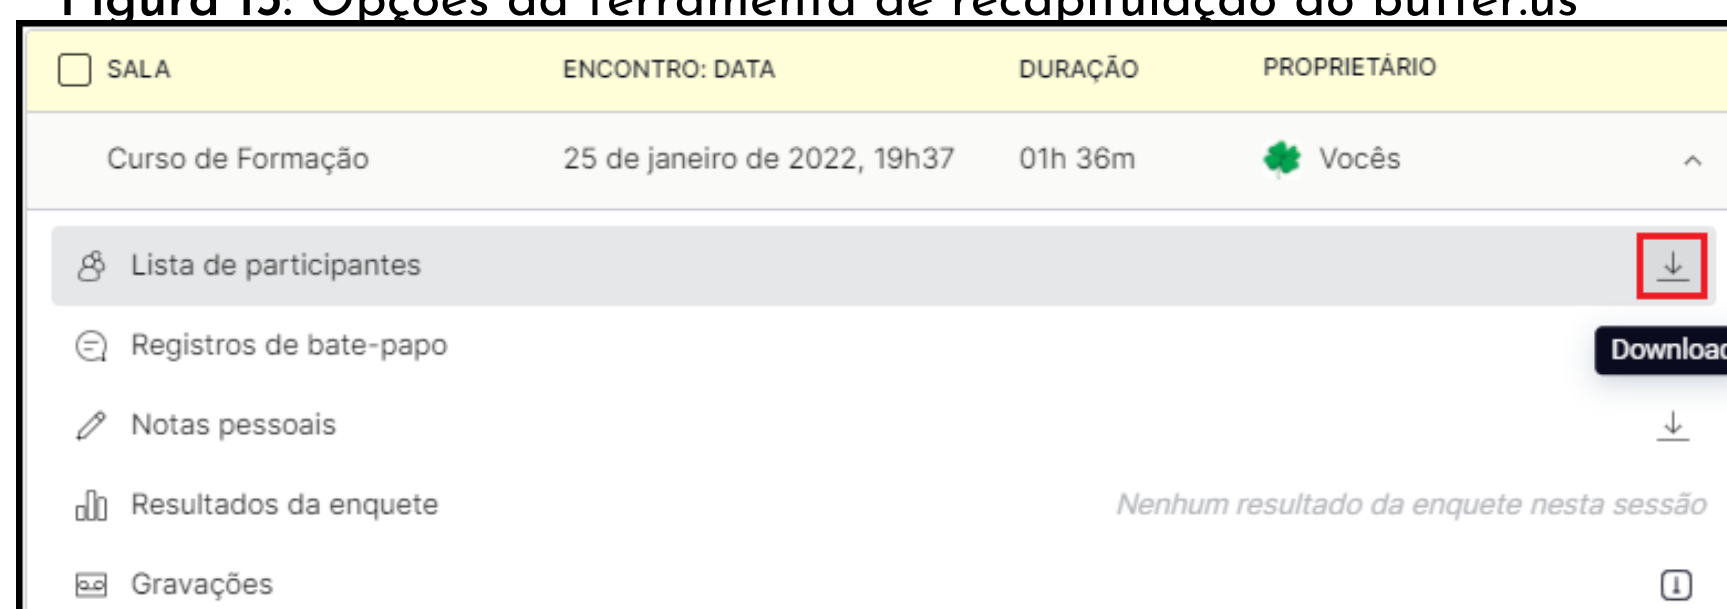 Figura 15: Opções da ferramenta de recapitulação do butter.us
SALA ENCONTRO: DATA DURAÇÃO PROPRIETÁRIO
Curso de Formação 25 de janeiro de 2022, 19h37 01h 36m Vocês
Lista de participantes
Registros de bate-papo Download
Notas pessoais
Resultados da enquete Nenhum resultado da enquete nesta sessão
Gravações